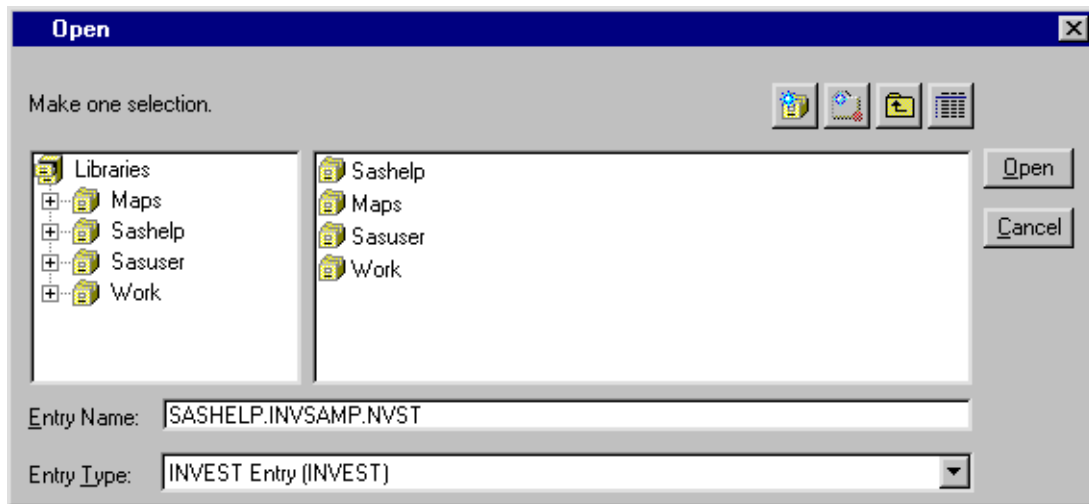 Open
Make one selection.
Libraries
Maps
Sashelp
Sasuser
Work
Sashelp
Maps
Sasuser
Work
Open
Cancel
Entry Name: SASHELP.INVSAMP.NVST
Entry Type: INVEST Entry (INVEST)